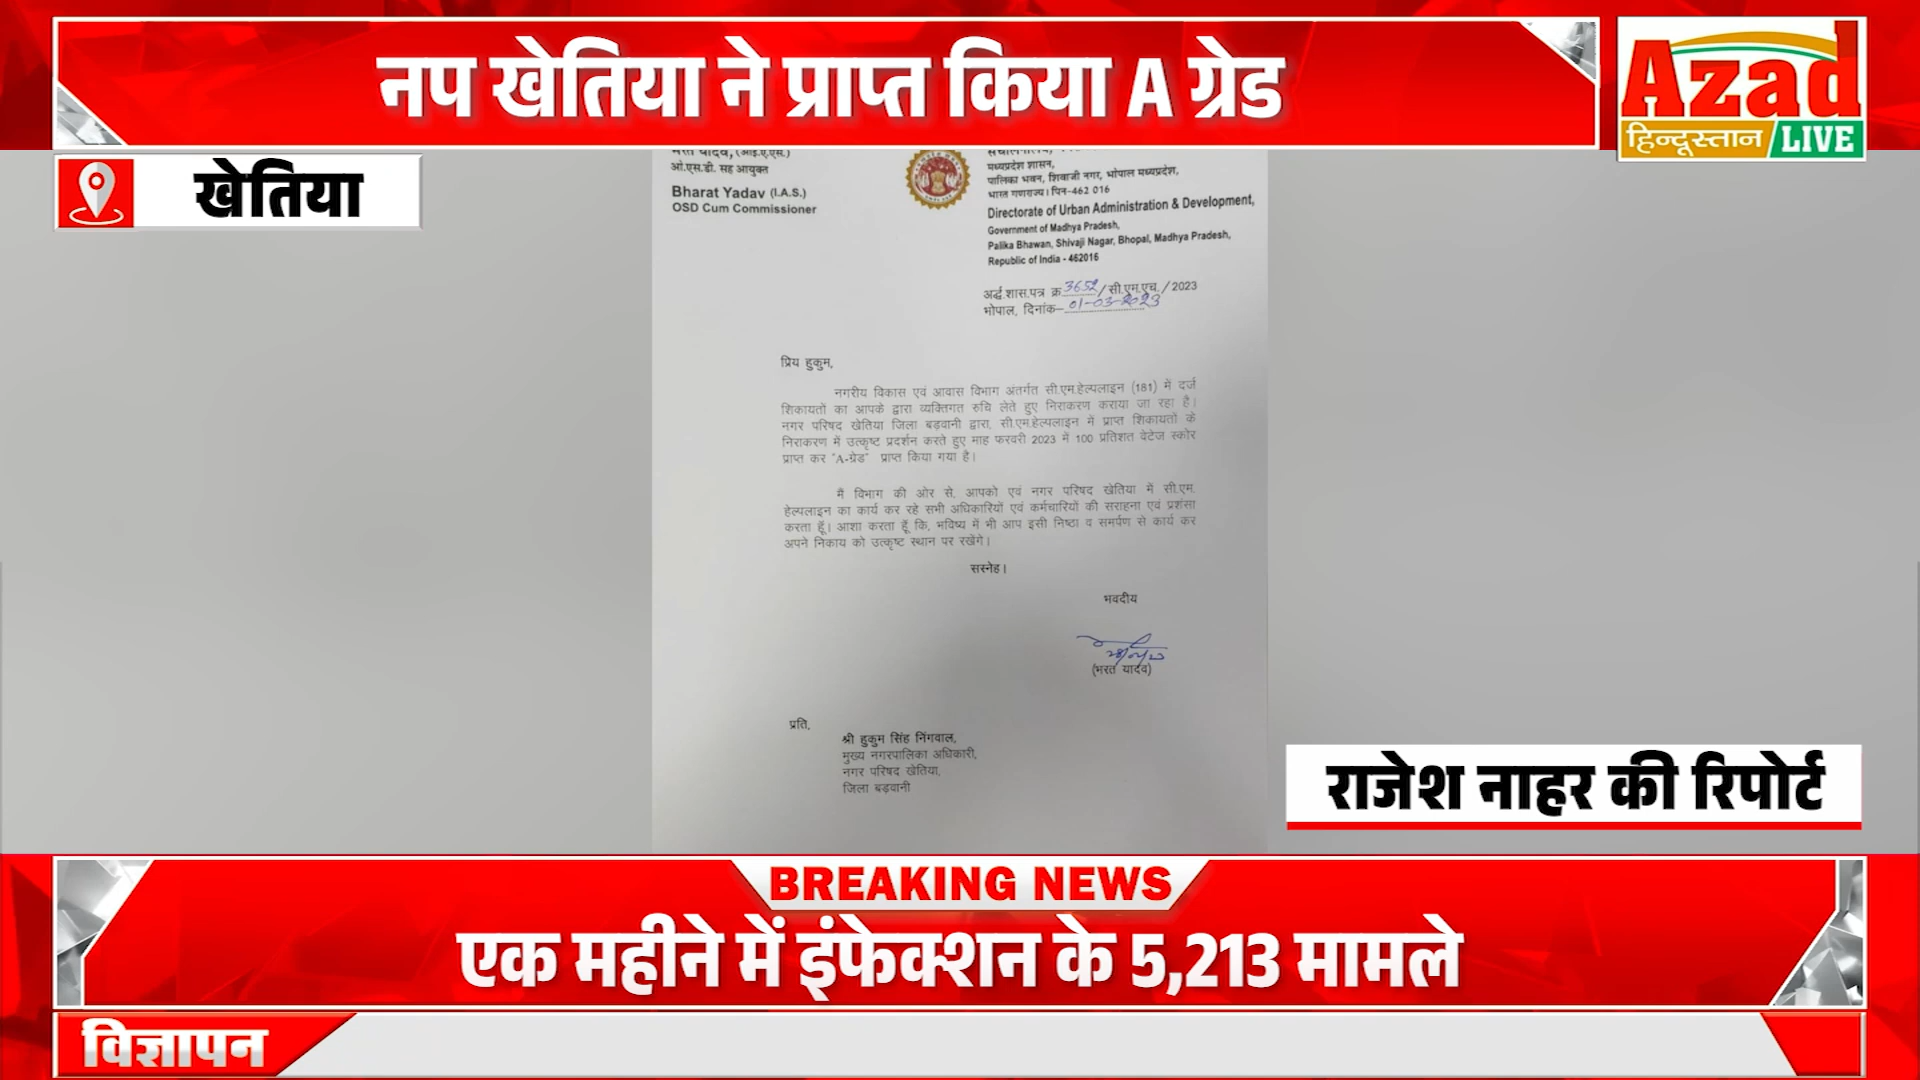 नप खेतिया ने प्राप्त किया A ग्रेड
Azad
हिन्दूस्तान LIVE
खेतिया
भरत यादव, (आई.ए.एस.)
ओ.एस.डी. सह आयुक्त
Bharat Yadav (I.A.S.)
OSD Cum Commissioner
मध्यप्रदेश शासन,
पालिका भवन, शिवाजी नगर, भोपाल मध्यप्रदेश,
भारत गणराज्य। पिन-462 016
Directorate of Urban Administration & Development,
Government of Madhya Pradesh,
Palika Bhawan, Shivaji Nagar, Bhopal, Madhya Pradesh,
Republic of India - 462016
अर्द्ध.शास.पत्र क्र 3652/सी.एम.एच./2023
भोपाल, दिनांक– 01-03-2023
प्रिय हुकुम,
नगरीय विकास एवं आवास विभाग अंतर्गत सी.एम.हेल्पलाइन (181) में दर्ज
शिकायतों का आपके द्वारा व्यक्तिगत रुचि लेते हुए निराकरण कराया जा रहा है।
नगर परिषद खेतिया जिला बड़वानी द्वारा, सी.एम.हेल्पलाइन में प्राप्त शिकायतों के
निराकरण में उत्कृष्ट प्रदर्शन करते हुए माह फरवरी 2023 में 100 प्रतिशत वेटेज स्कोर
प्राप्त कर "A-ग्रेड" प्राप्त किया गया है।
मैं विभाग की ओर से, आपको एवं नगर परिषद खेतिया में सी.एम.
हेल्पलाइन का कार्य कर रहे सभी अधिकारियों एवं कर्मचारियों की सराहना एवं प्रशंसा
करता हूँ। आशा करता हूँ कि, भविष्य में भी आप इसी निष्ठा व समर्पण से कार्य कर
अपने निकाय को उत्कृष्ट स्थान पर रखेगे।
सस्नेह।
भवदीय
(भरत यादव)
प्रति,
श्री हुकुम सिंह निंगवाल,
मुख्य नगरपालिका अधिकारी,
नगर परिषद खेतिया,
जिला बड़वानी
राजेश नाहर की रिपोर्ट
BREAKING NEWS
एक महीने में इंफेक्शन के 5,213 मामले
विज्ञापन